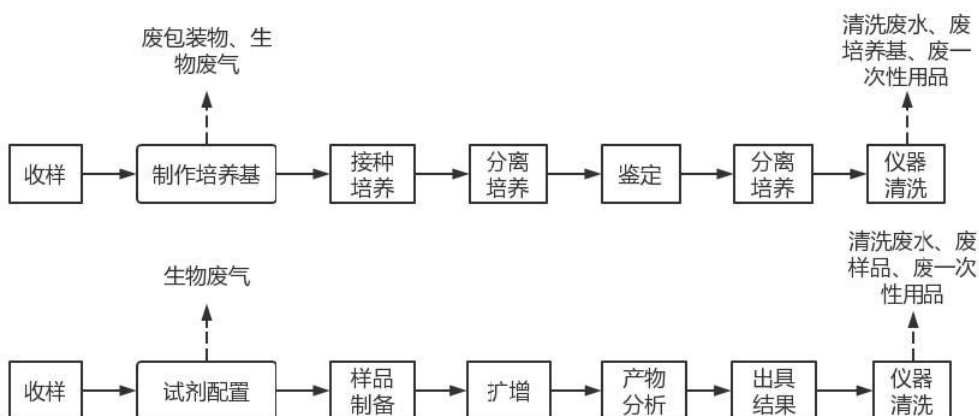 废包装物、生
物废气
清洗废水、废
培养基、废一
次性用品
收样
制作培养基
接种
培养
分离
培养
鉴定
分离
培养
仪器
清洗
生物废气
清洗废水、废
样品、废一次
性用品
收样
试剂配置
样品
制备
扩增
产物
分析
出具
结果
仪器
清洗